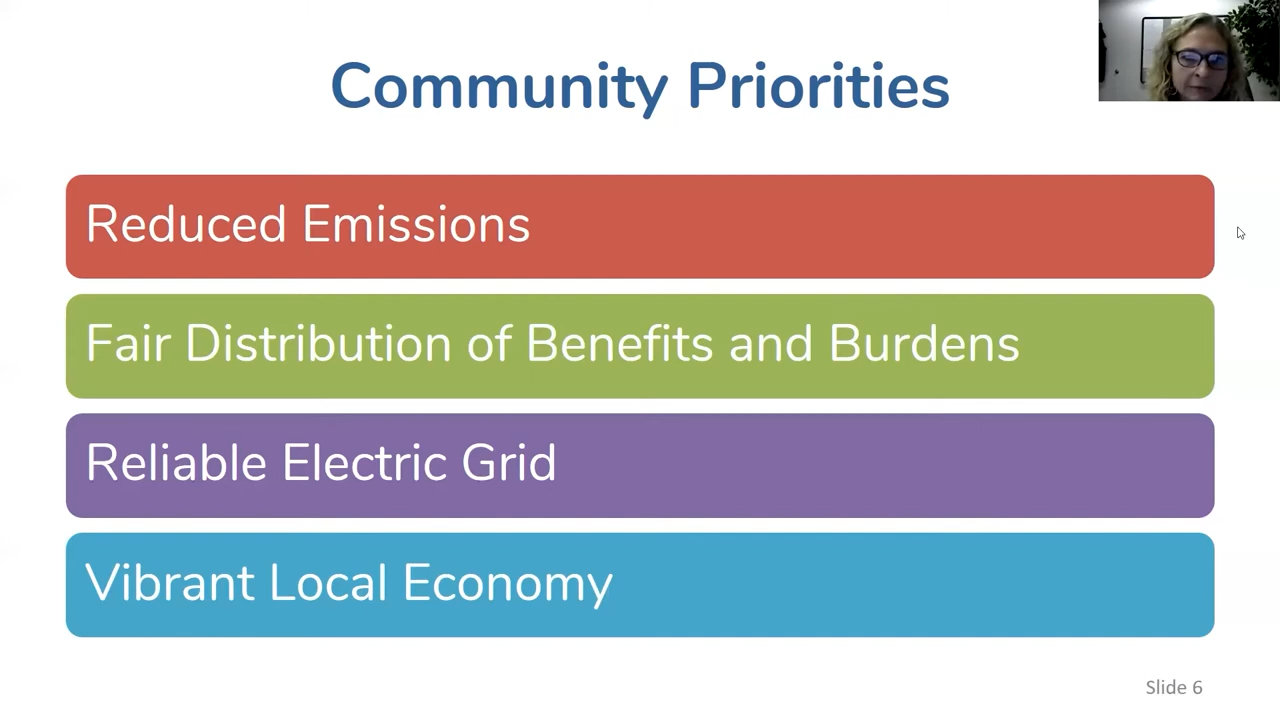 Community Priorities
Reduced Emissions
Fair Distribution of Benefits and Burdens
Reliable Electric Grid
Vibrant Local Economy
Slide 6